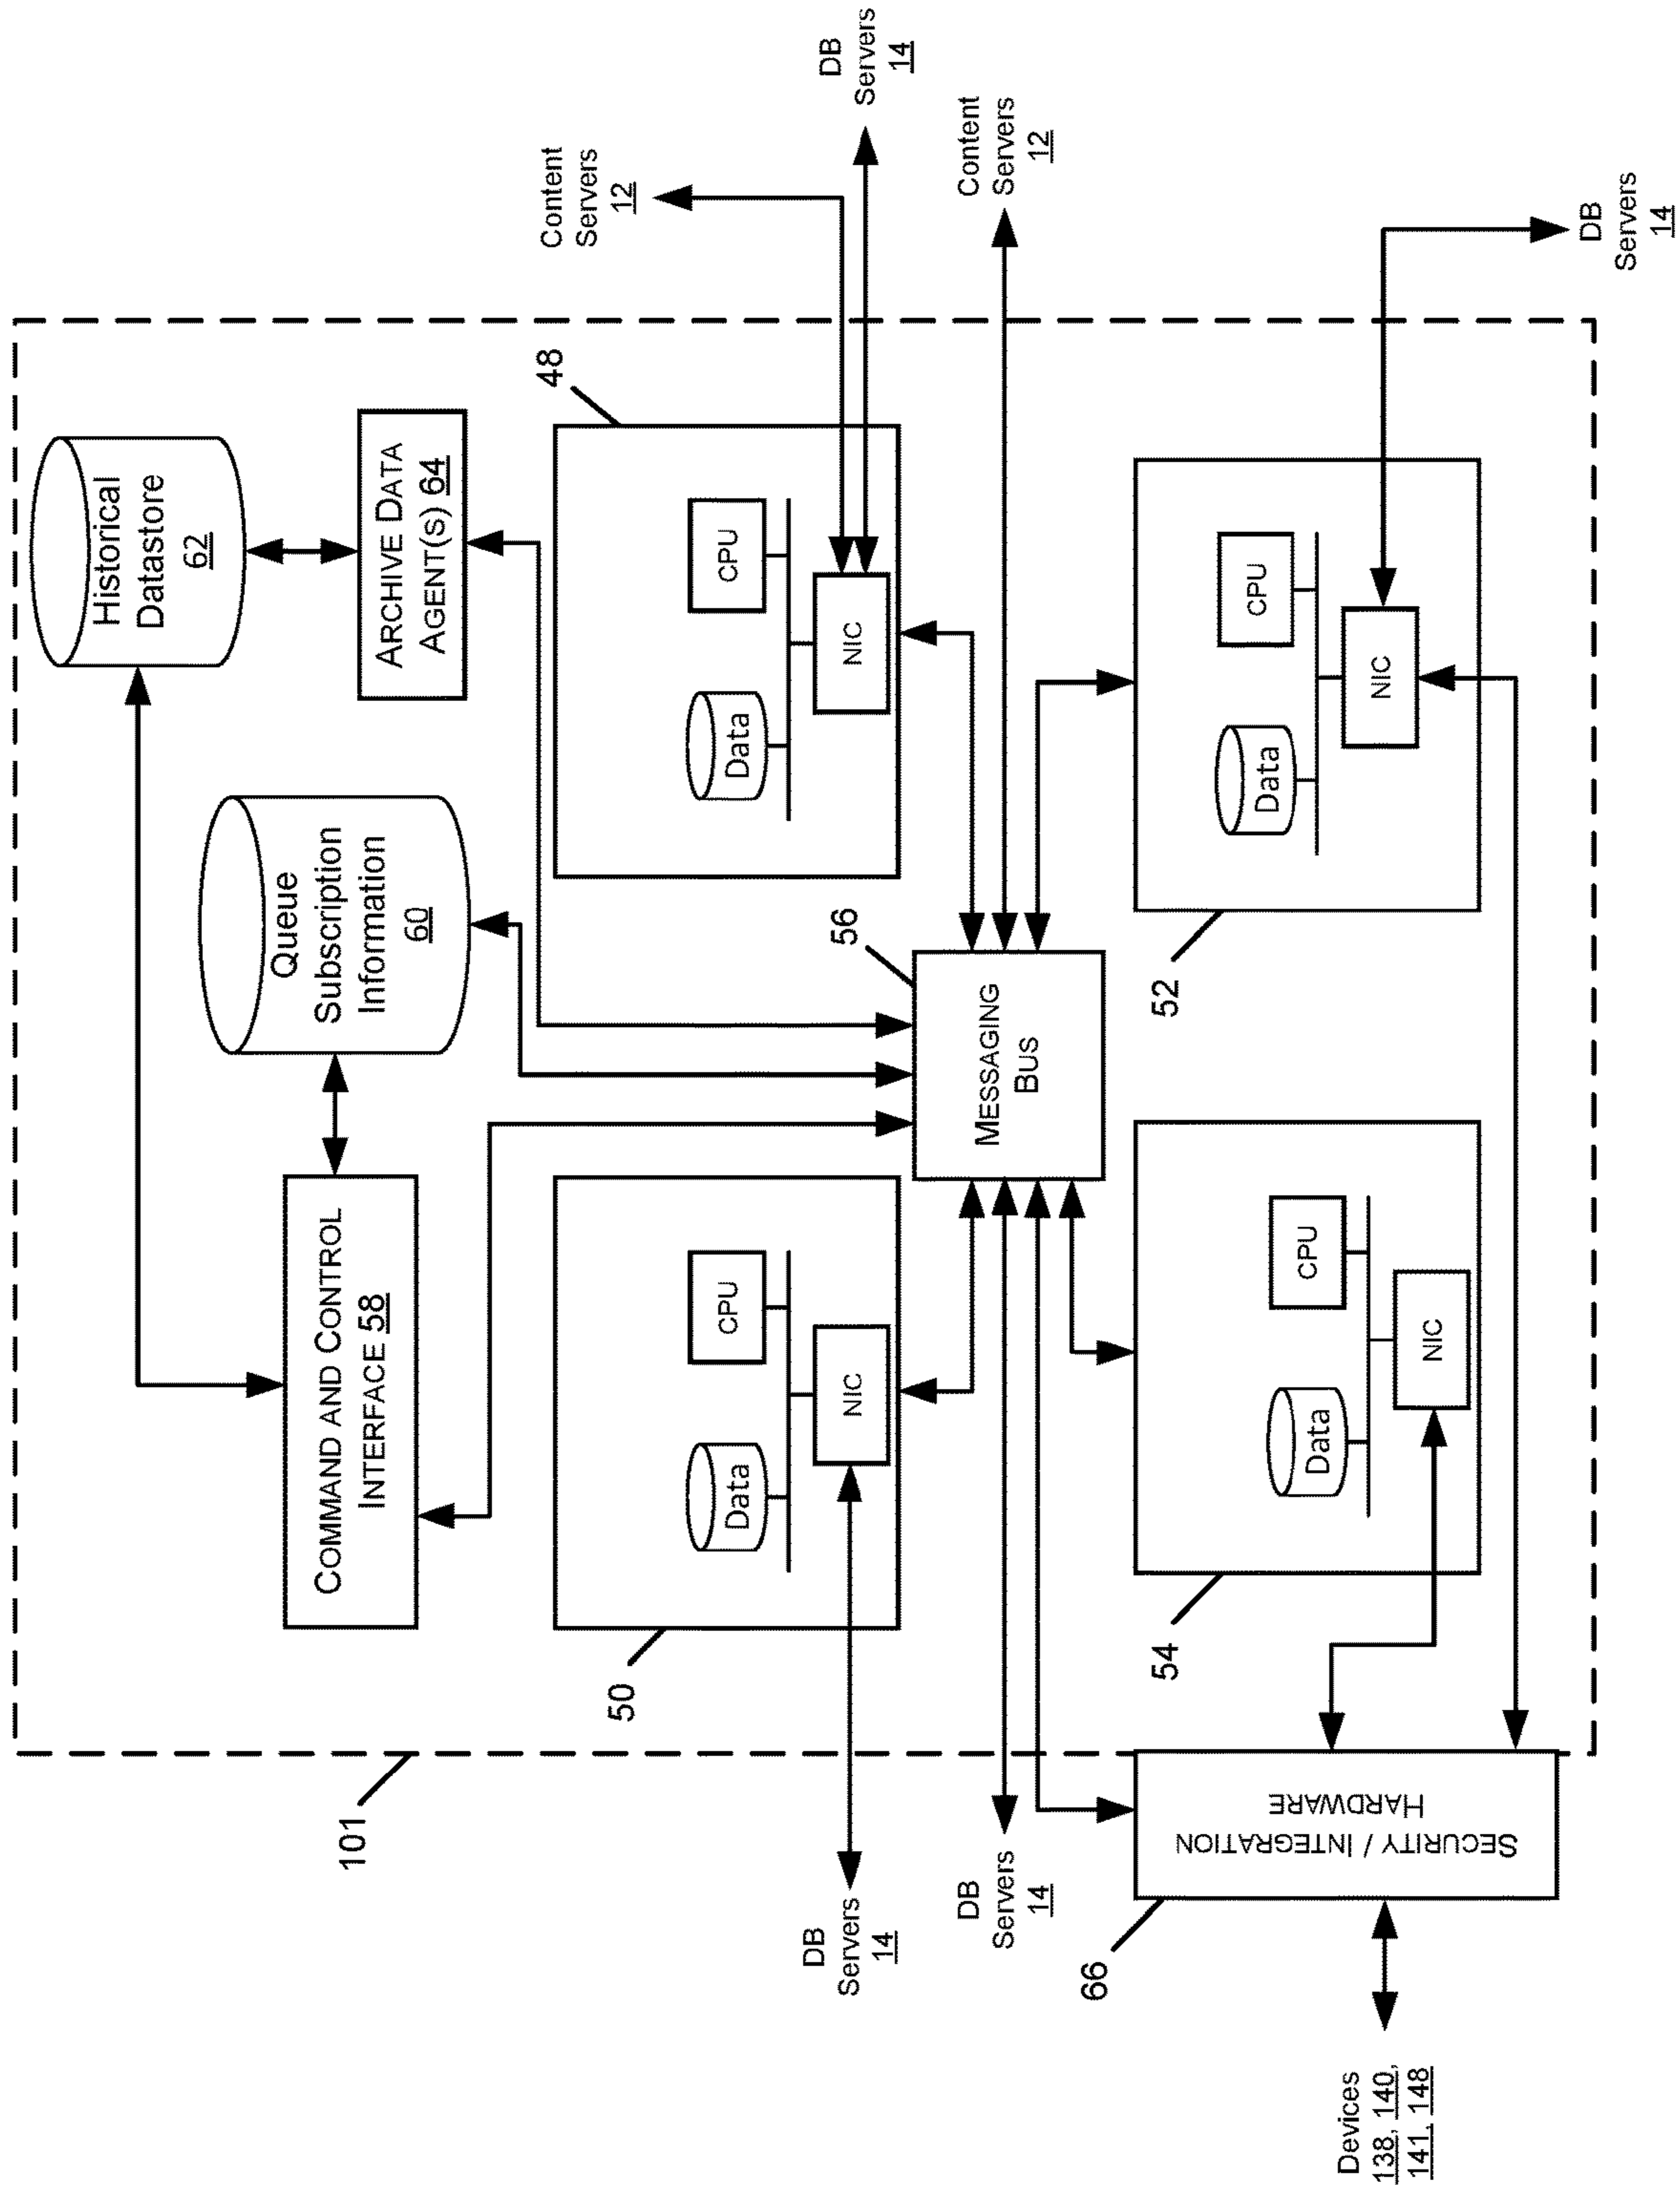 101
COMMAND AND CONTROL
INTERFACE 58
Queue
Subscription
Information
60
Historical
Datastore
62
ARCHIVE DATA
AGENT(S) 64
50
Data
CPU
NIC
48
Data
CPU
NIC
Content
Servers
12
DB
Servers
14
DB
Servers
14
56
MESSAGING
BUS
DB
Servers
14
Content
Servers
12
66
SECURITY / INTEGRATION
HARDWARE
54
Data
CPU
NIC
52
Data
CPU
NIC
DB
Servers
14
Devices
138, 140,
141, 148